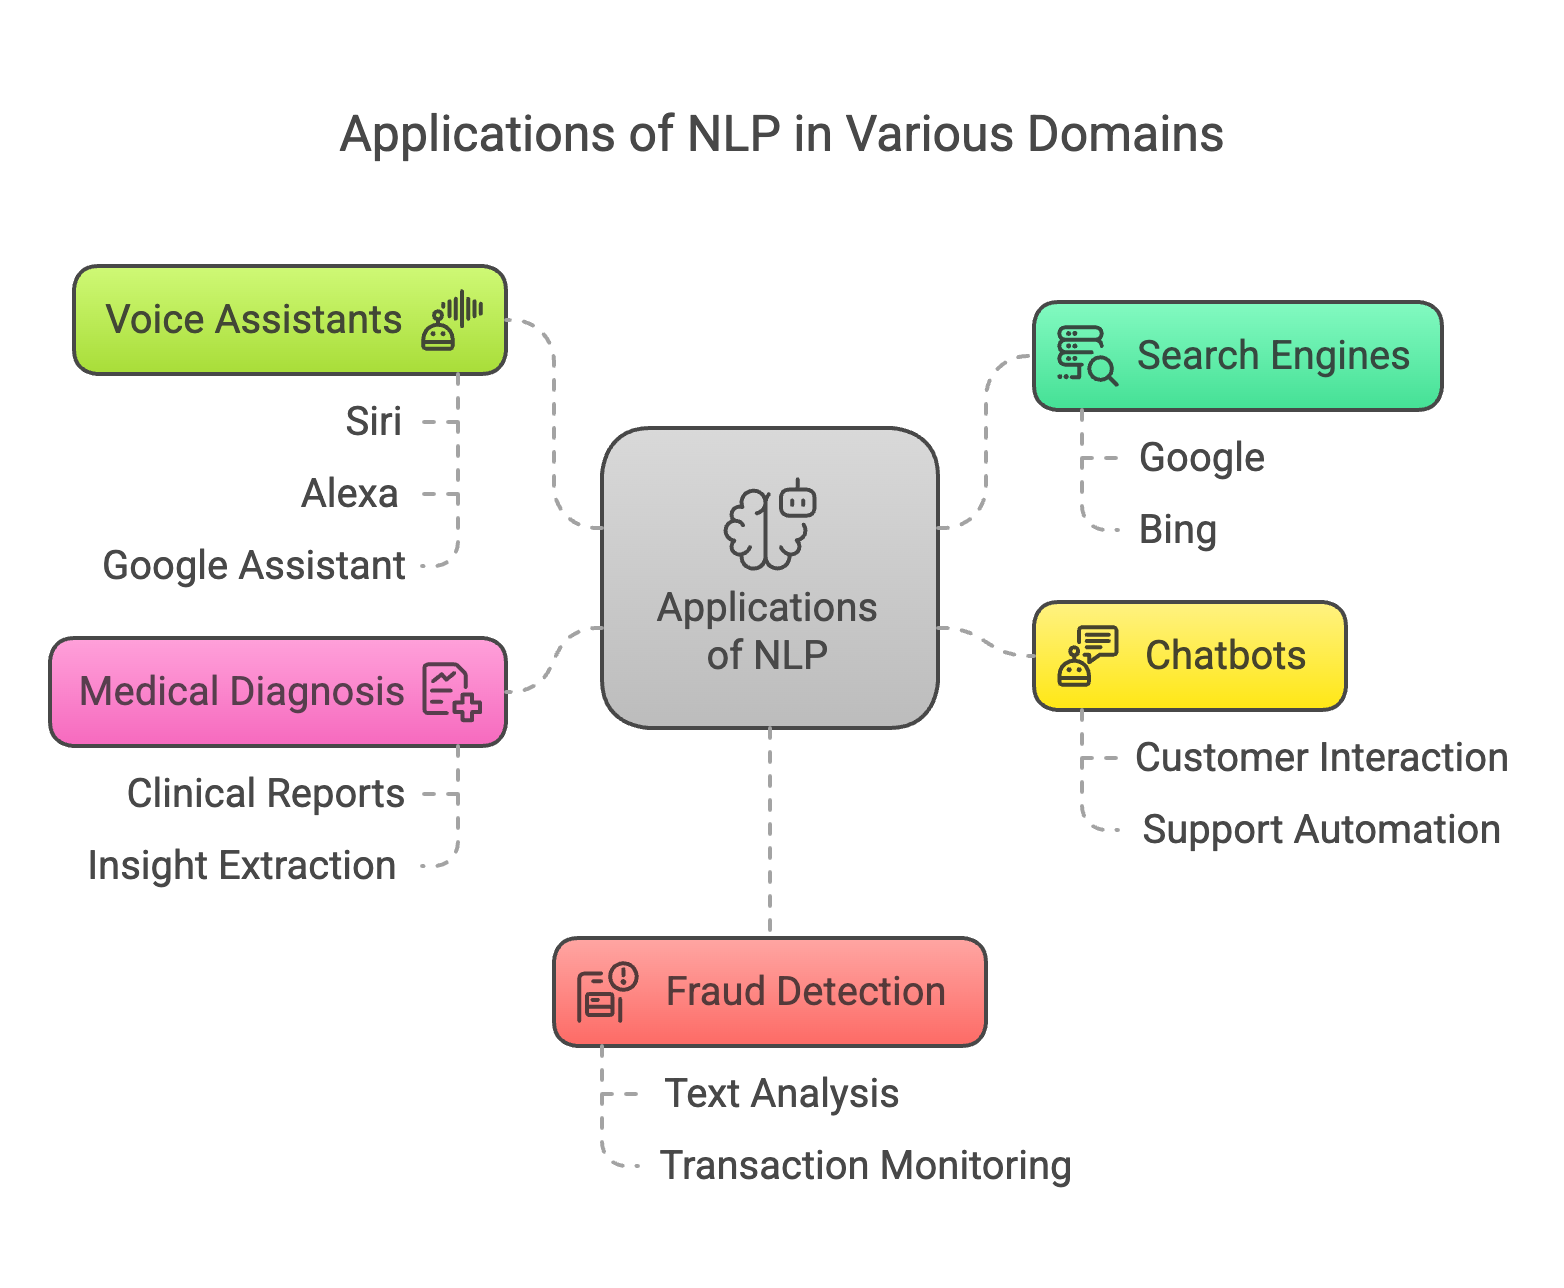 Applications of NLP in Various Domains
Voice Assistants
Siri
Alexa
Google Assistant
Medical Diagnosis
Clinical Reports
Insight Extraction
Applications
of NLP
Search Engines
Google
Bing
Chatbots
Customer Interaction
Support Automation
Fraud Detection
Text Analysis
Transaction Monitoring